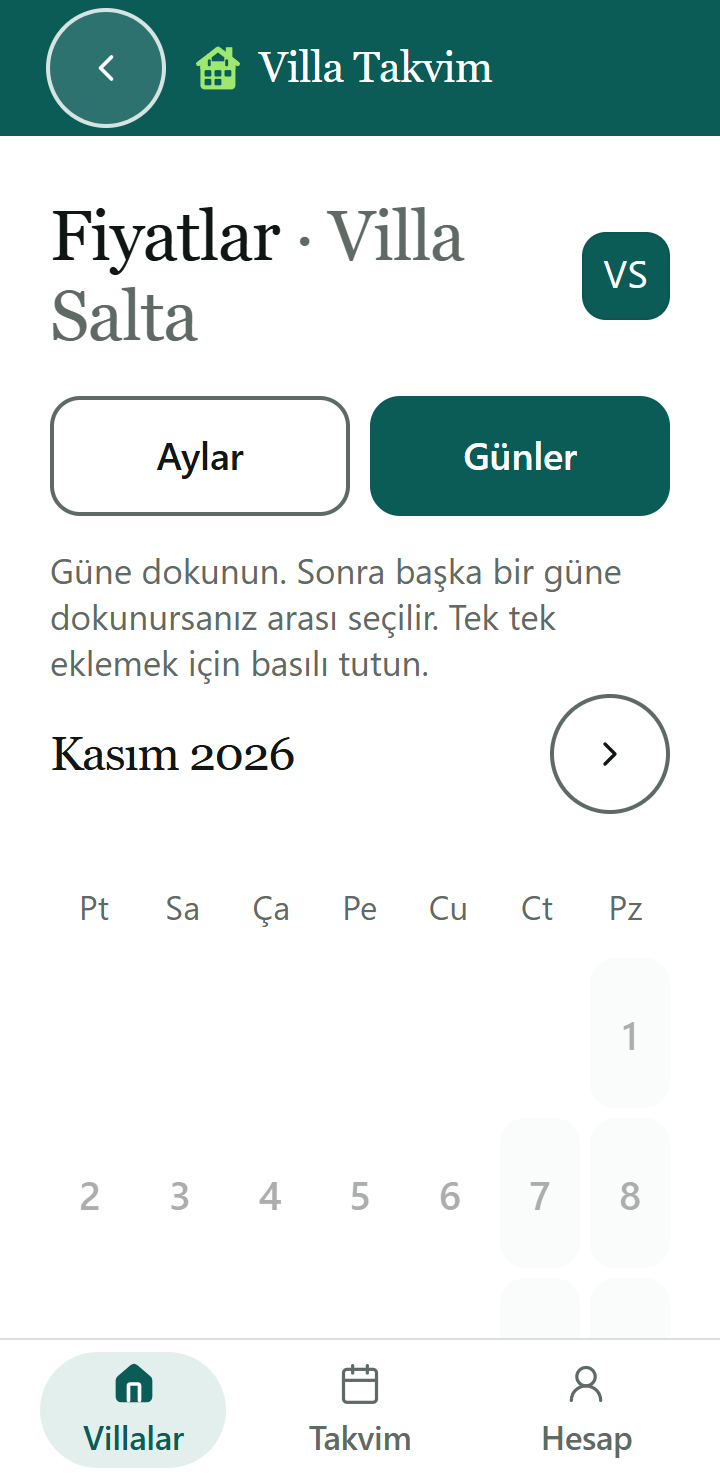 Villa Takvim
Fiyatlar · Villa
Salta
VS
Aylar
Günler
Güne dokunun. Sonra başka bir güne
dokunursanız arası seçilir. Tek tek
eklemek için basılı tutun.
Kasım 2026
Pt Sa Ça Pe Cu Ct Pz
1
2 3 4 5 6 7 8
Villalar
Takvim
Hesap